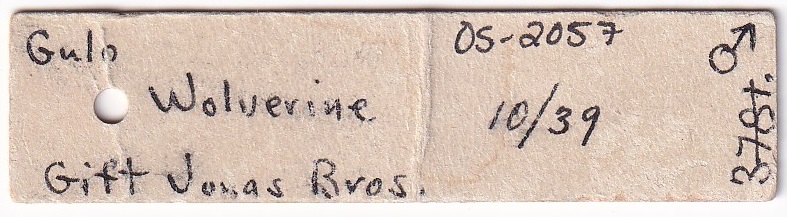 Gulo
Wolverine
Gift Jonas Bros.
OS-2057
10/39
♂
378t.